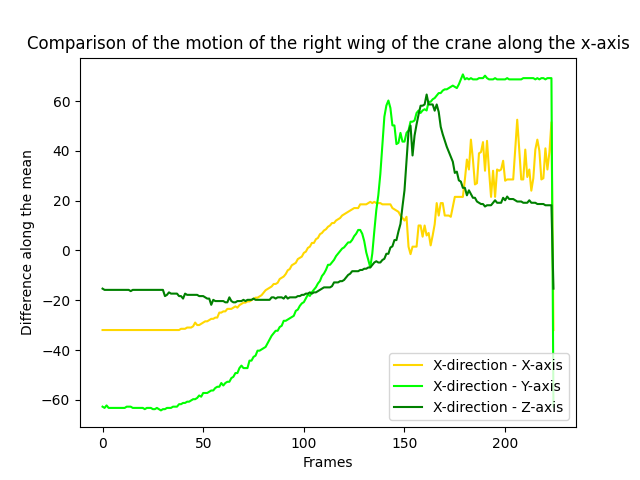 Comparison of the motion of the right wing of the crane along the x-axis
Difference along the mean
60
40
20
0
−20
−40
−60
0
50
100
150
200
Frames
X-direction - X-axis
X-direction - Y-axis
X-direction - Z-axis